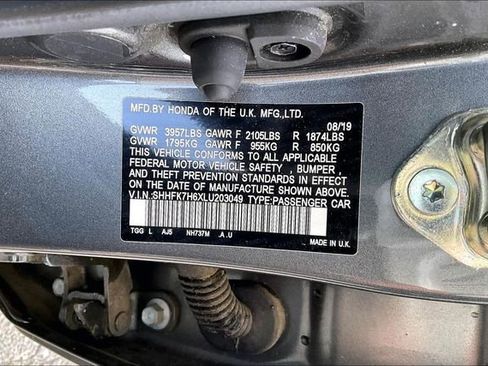 MFD.BY HONDA OF THE U.K. MFG.,LTD.
08/19
GVWR 3957LBS GAWR F 2105LBS R 1874LBS
GVWR 1795KG GAWR F 955KG R 850KG
THIS VEHICLE CONFORMS TO ALL APPLICABLE
FEDERAL MOTOR VEHICLE SAFETY , BUMPER ,
AND THEFT PREVENTION STANDARDS IN EFFECT
ON THE DATE OF MANUFACTURE SHOWN ABOVE.
V.I.N.:SHHFK7H6XLU203049 TYPE:PASSENGER CAR
TGG L AJ5 NH737M .A .U
MADE IN U.K.